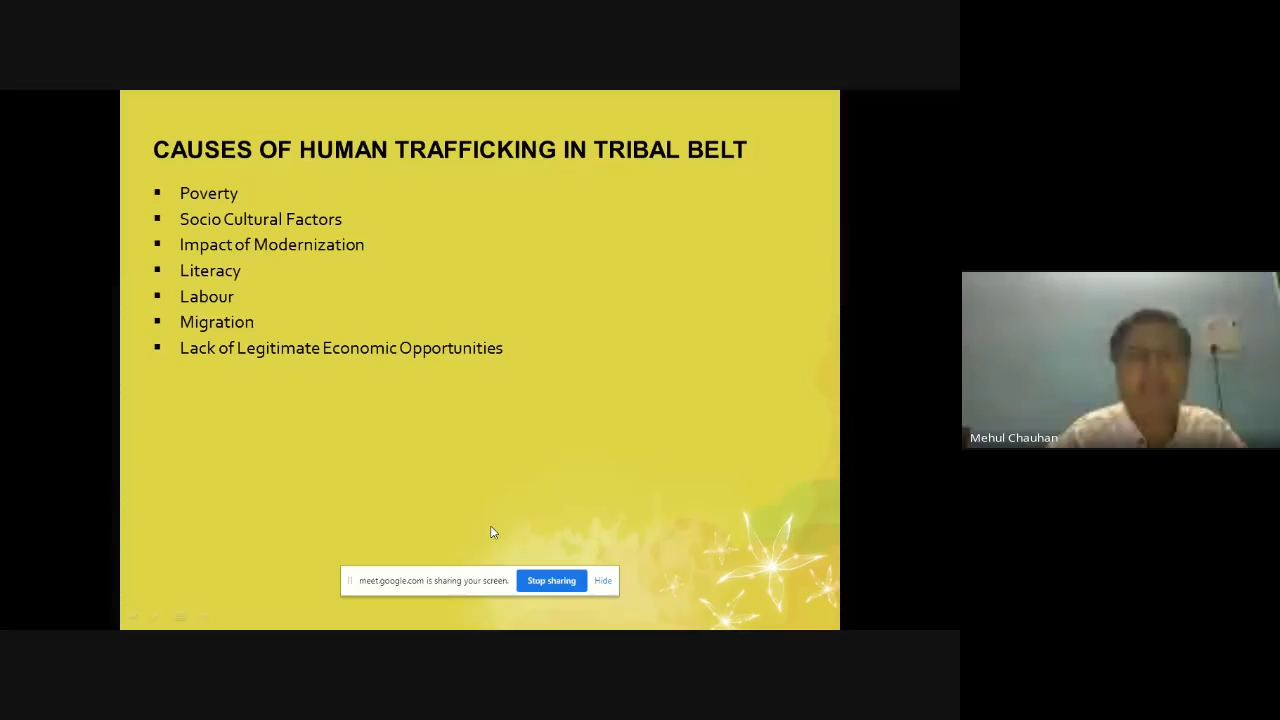 CAUSES OF HUMAN TRAFFICKING IN TRIBAL BELT
Poverty
Socio Cultural Factors
Impact of Modernization
Literacy
Labour
Migration
Lack of Legitimate Economic Opportunities
meet.google.com is sharing your screen. Stop sharing Hide
Mehul Chauhan